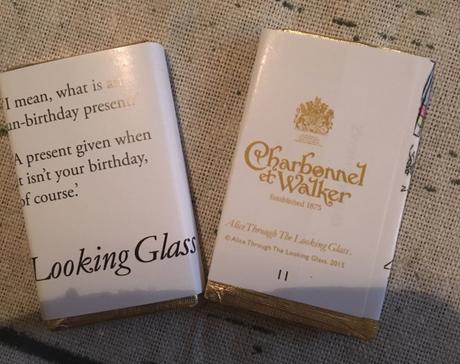 I mean, what is an
un-birthday present?'
'A present given when
it isn't your birthday,
of course.'
Looking Glass
Charbonnel
et Walker
established 1875
Alice Through The Looking Glass.
© Alice Through The Looking Glass. 2015
11